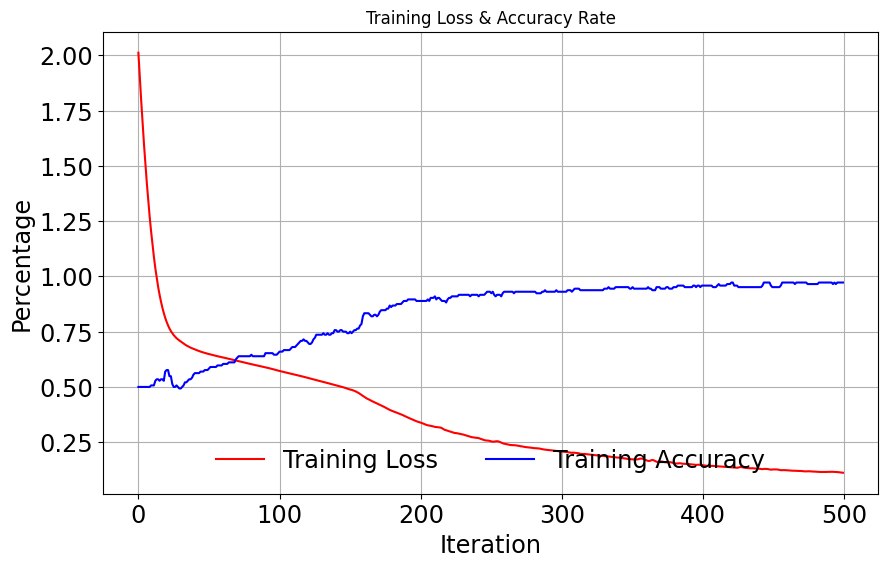 Training Loss & Accuracy Rate
2.00
1.75
1.50
1.25
1.00
0.75
0.50
0.25
Percentage
Training Loss
Training Accuracy
0 100 200 300 400 500
Iteration